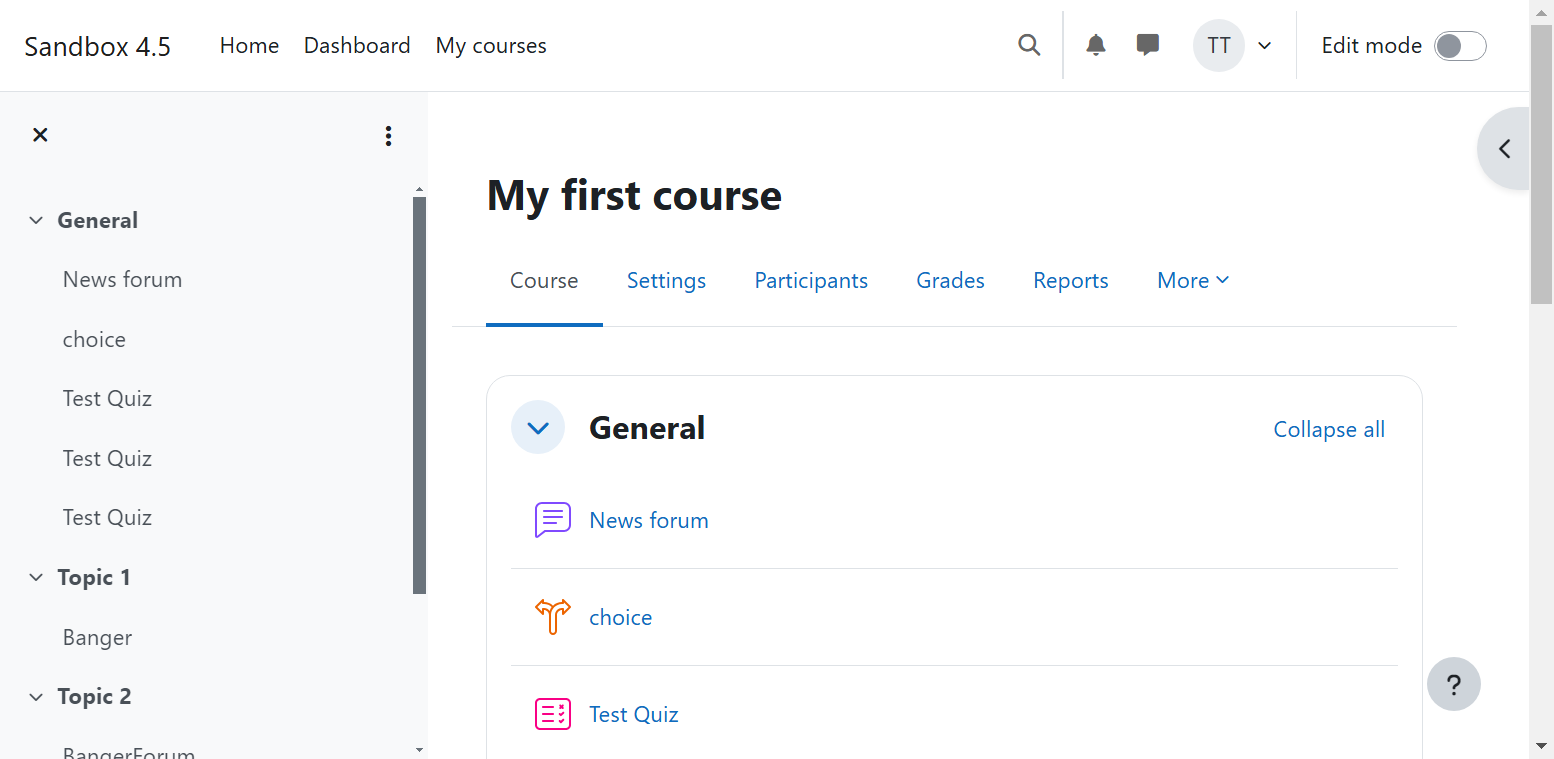 Sandbox 4.5 Home Dashboard My courses TT Edit mode
General
News forum
choice
Test Quiz
Test Quiz
Test Quiz
Topic 1
Banger
Topic 2
BangerForum
My first course
Course Settings Participants Grades Reports More
General Collapse all
News forum
choice
Test Quiz
?